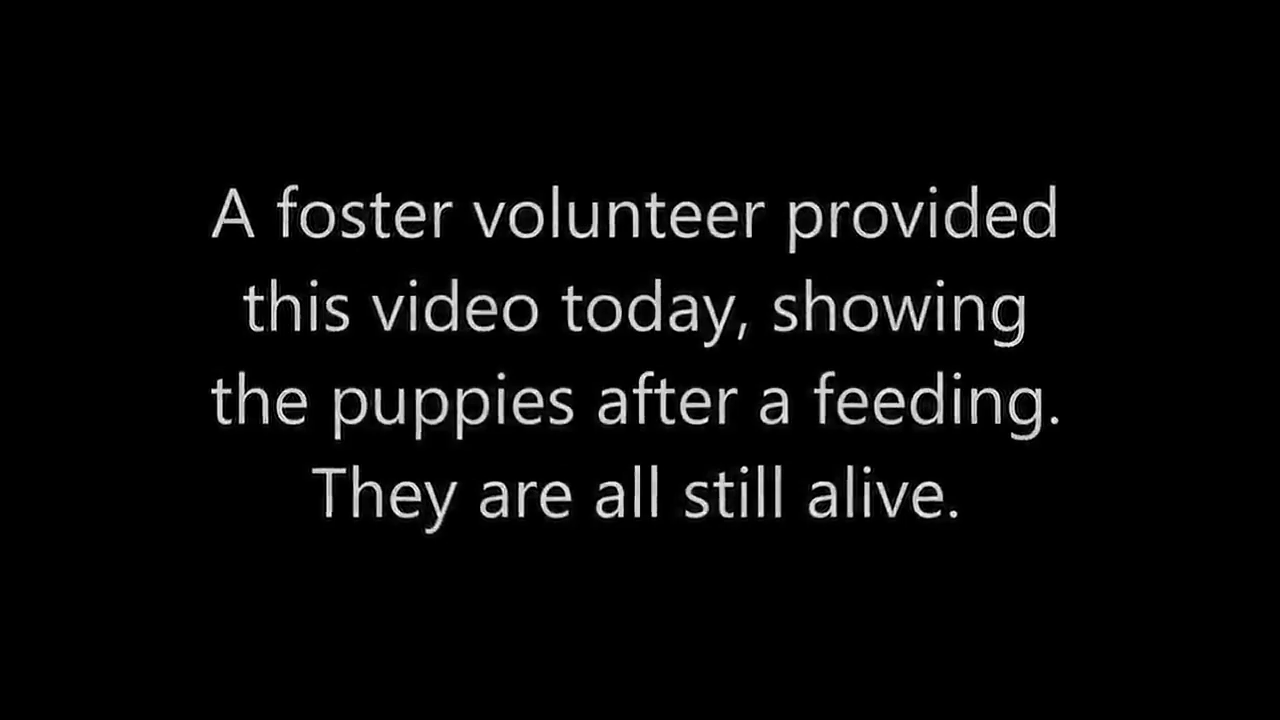 A foster volunteer provided
this video today, showing
the puppies after a feeding.
They are all still alive.